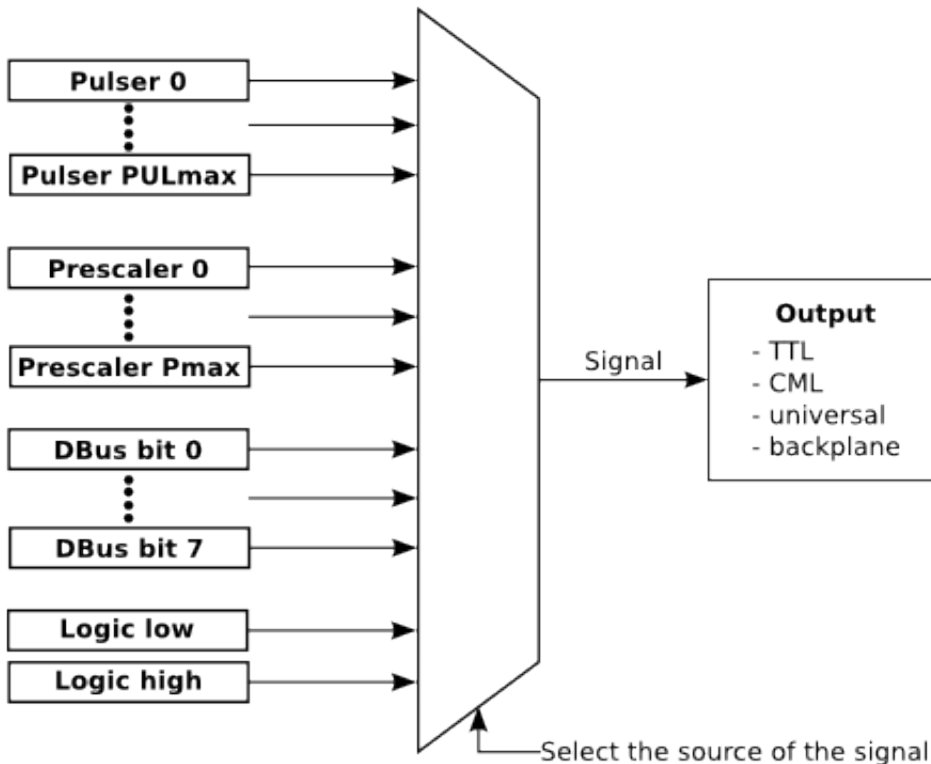 Pulser 0
Pulser PULmax
Prescaler 0
Prescaler Pmax
DBus bit 0
DBus bit 7
Logic low
Logic high
Signal
Output
- TTL
- CML
- universal
- backplane
Select the source of the signal